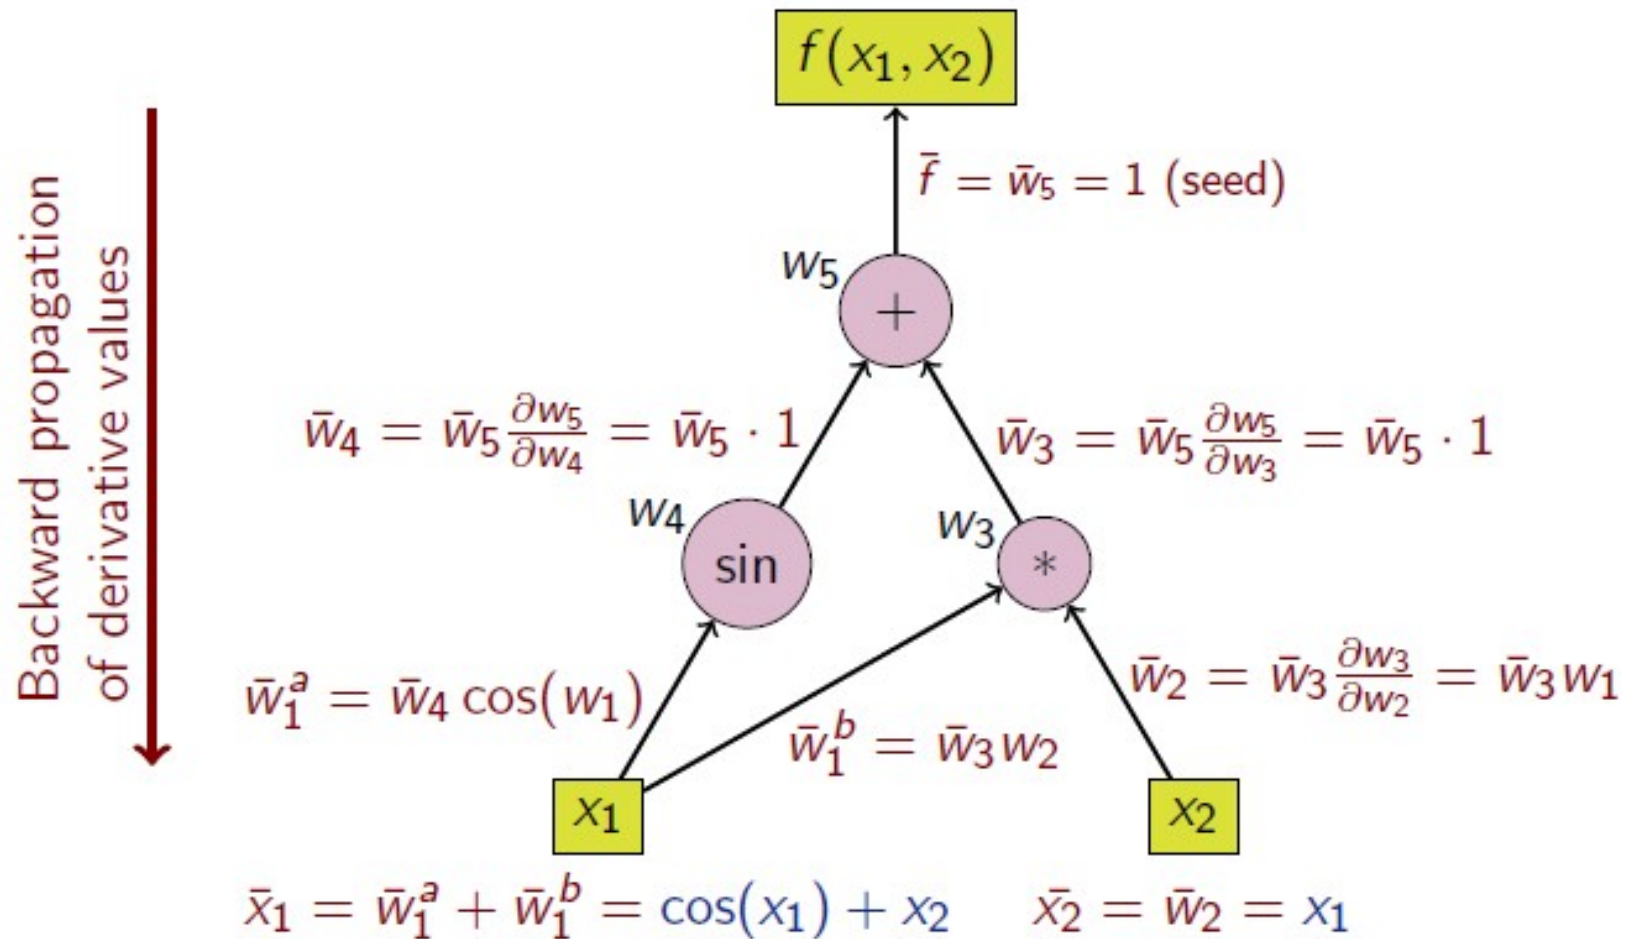 f(x₁, x₂)
f̄ = w̄₅ = 1 (seed)
Backward propagation
of derivative values
w₅
+
w̄₄ = w̄₅ ∂w₅/∂w₄ = w̄₅ · 1
w̄₃ = w̄₅ ∂w₅/∂w₃ = w̄₅ · 1
w₄
sin
w₃
*
w̄₁ᵃ = w̄₄ cos(w₁)
w̄₁ᵇ = w̄₃w₂
w̄₂ = w̄₃ ∂w₃/∂w₂ = w̄₃w₁
x₁
x₂
x̄₁ = w̄₁ᵃ + w̄₁ᵇ = cos(x₁) + x₂
x̄₂ = w̄₂ = x₁